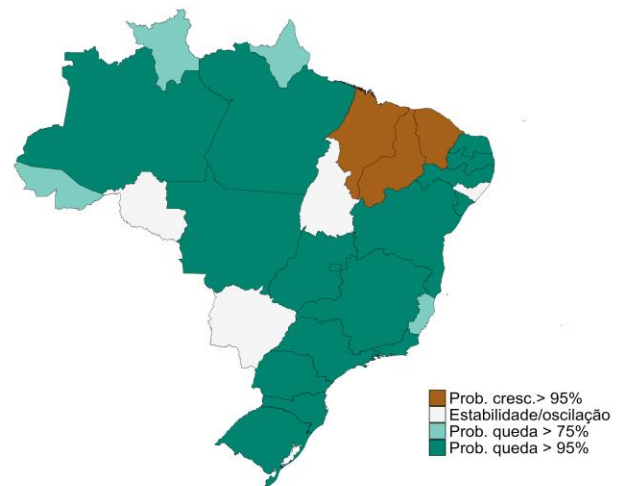 Prob. cresc.> 95%
Estabilidade/oscilação
Prob. queda > 75%
Prob. queda > 95%